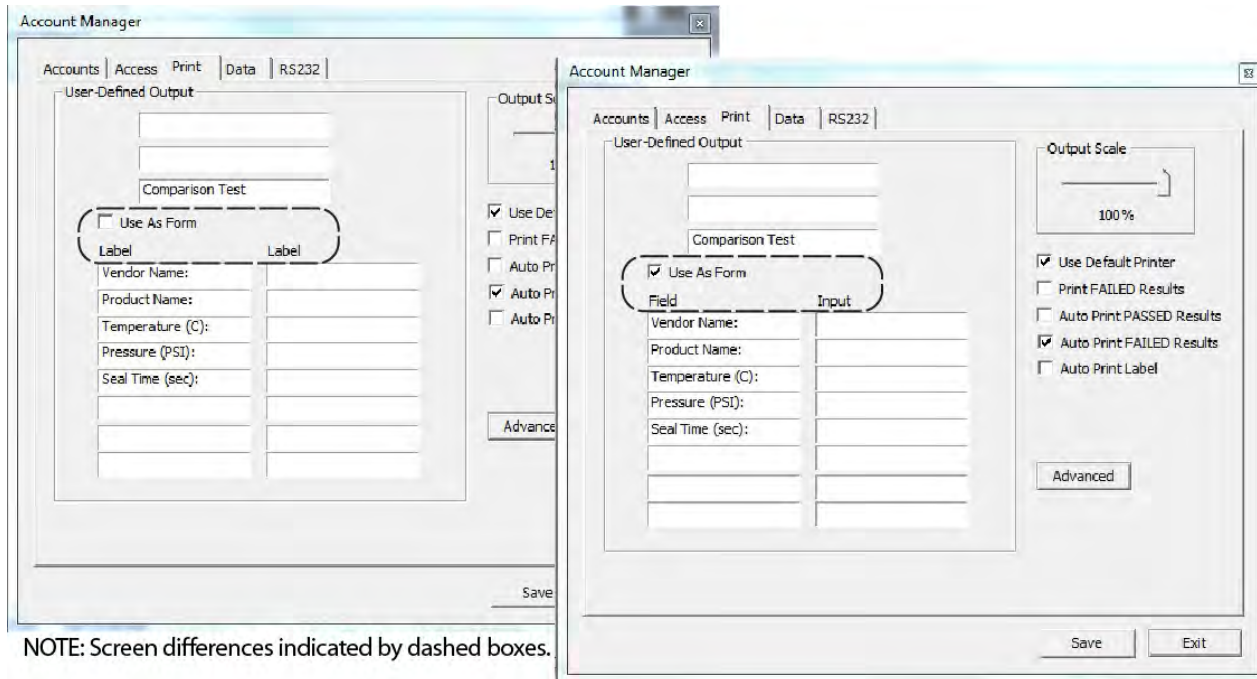 Account Manager
Accounts Access Print Data RS232
User-Defined Output
Output S
1
Comparison Test
Use As Form
Label Label
Vendor Name:
Product Name:
Temperature (C):
Pressure (PSI):
Seal Time (sec):
Use De
Print FA
Auto Pr
Auto Pr
Auto Pr
Advance
Save
NOTE: Screen differences indicated by dashed boxes.
Account Manager
Accounts Access Print Data RS232
User-Defined Output
Comparison Test
Use As Form
Field Input
Vendor Name:
Product Name:
Temperature (C):
Pressure (PSI):
Seal Time (sec):
Output Scale
100%
Use Default Printer
Print FAILED Results
Auto Print PASSED Results
Auto Print FAILED Results
Auto Print Label
Advanced
Save Exit